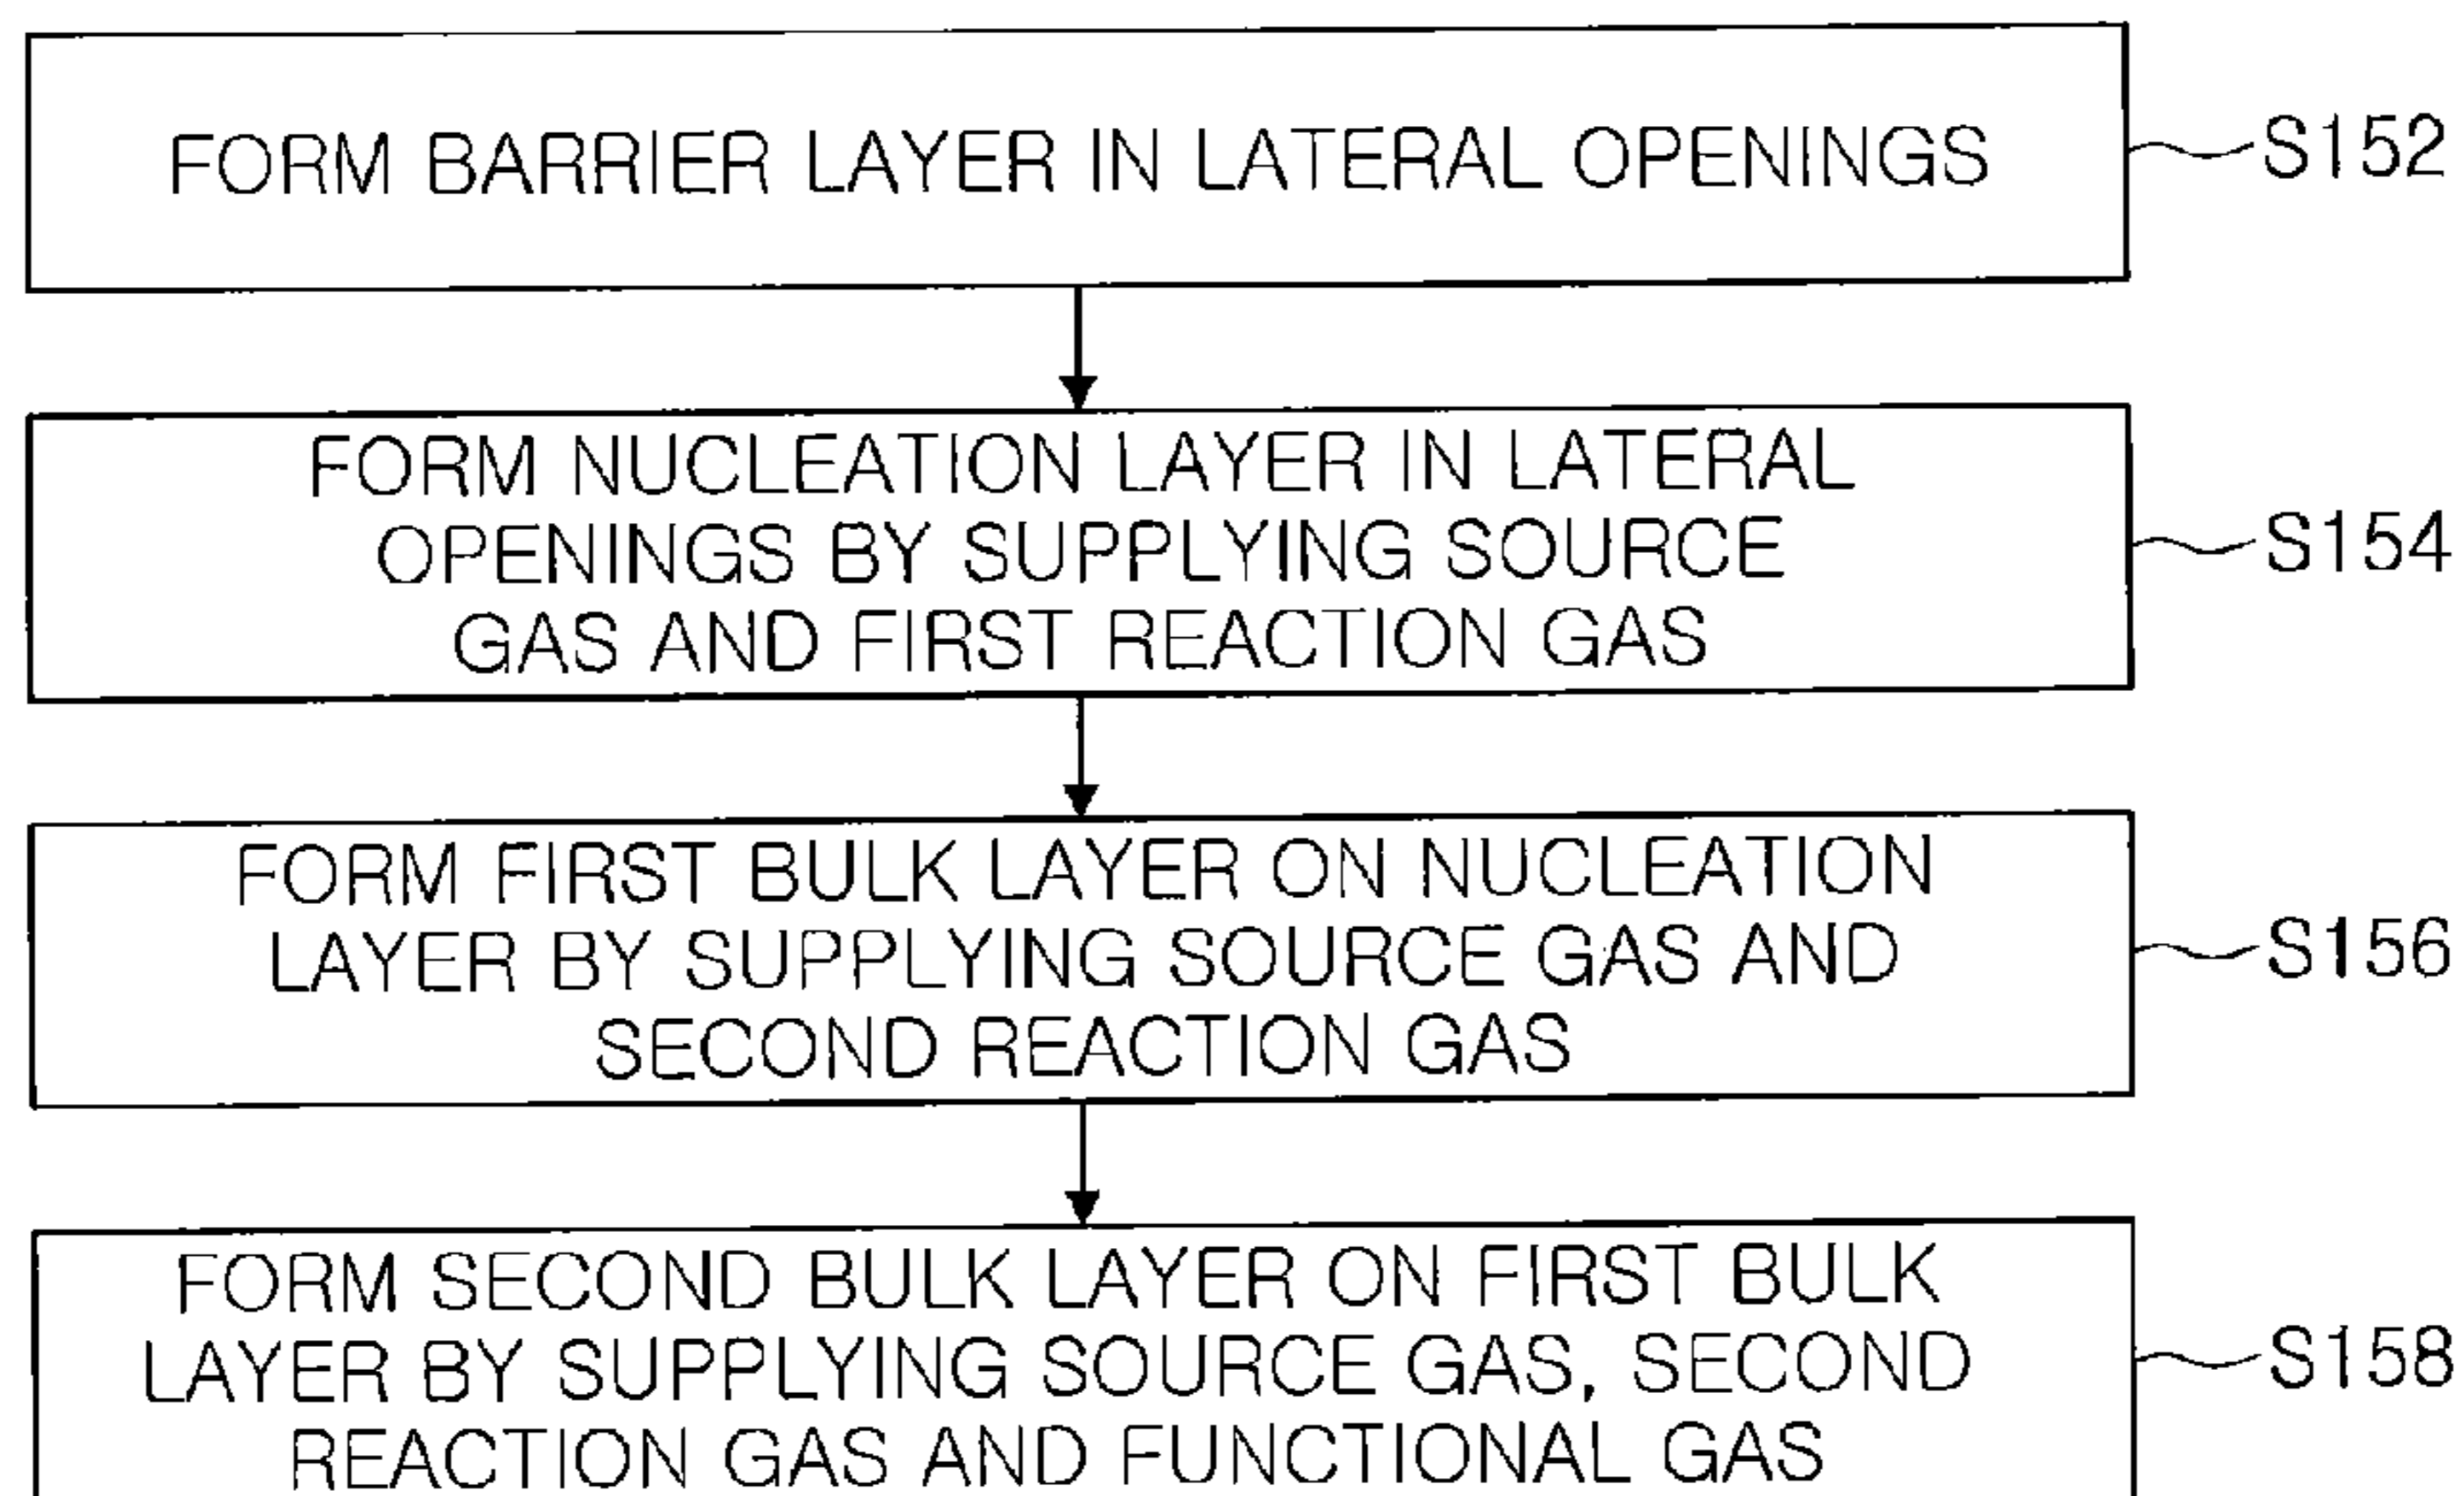 FORM BARRIER LAYER IN LATERAL OPENINGS
S152
FORM NUCLEATION LAYER IN LATERAL
OPENINGS BY SUPPLYING SOURCE
GAS AND FIRST REACTION GAS
S154
FORM FIRST BULK LAYER ON NUCLEATION
LAYER BY SUPPLYING SOURCE GAS AND
SECOND REACTION GAS
S156
FORM SECOND BULK LAYER ON FIRST BULK
LAYER BY SUPPLYING SOURCE GAS, SECOND
REACTION GAS AND FUNCTIONAL GAS
S158